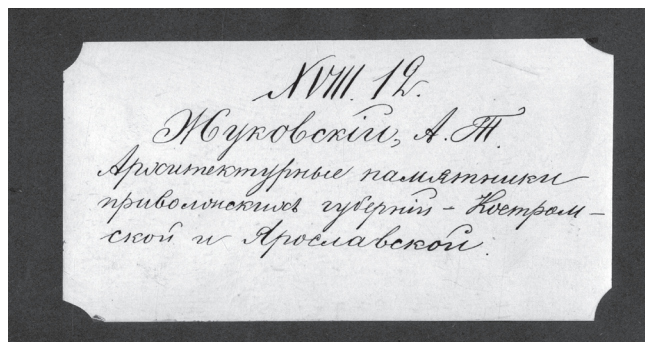 XVIII. 12.
Жуковскій, А. Т.
Архитектурные памятники
приволжскихъ губерній – Костром-
ской и Ярославской.